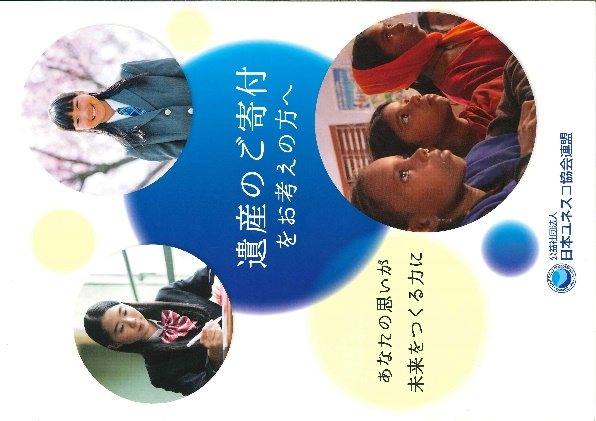 遺産のご寄付
をお考えの方へ
あなたの思いが
未来をつくる力に
公益社団法人
日本ユネスコ協会連盟